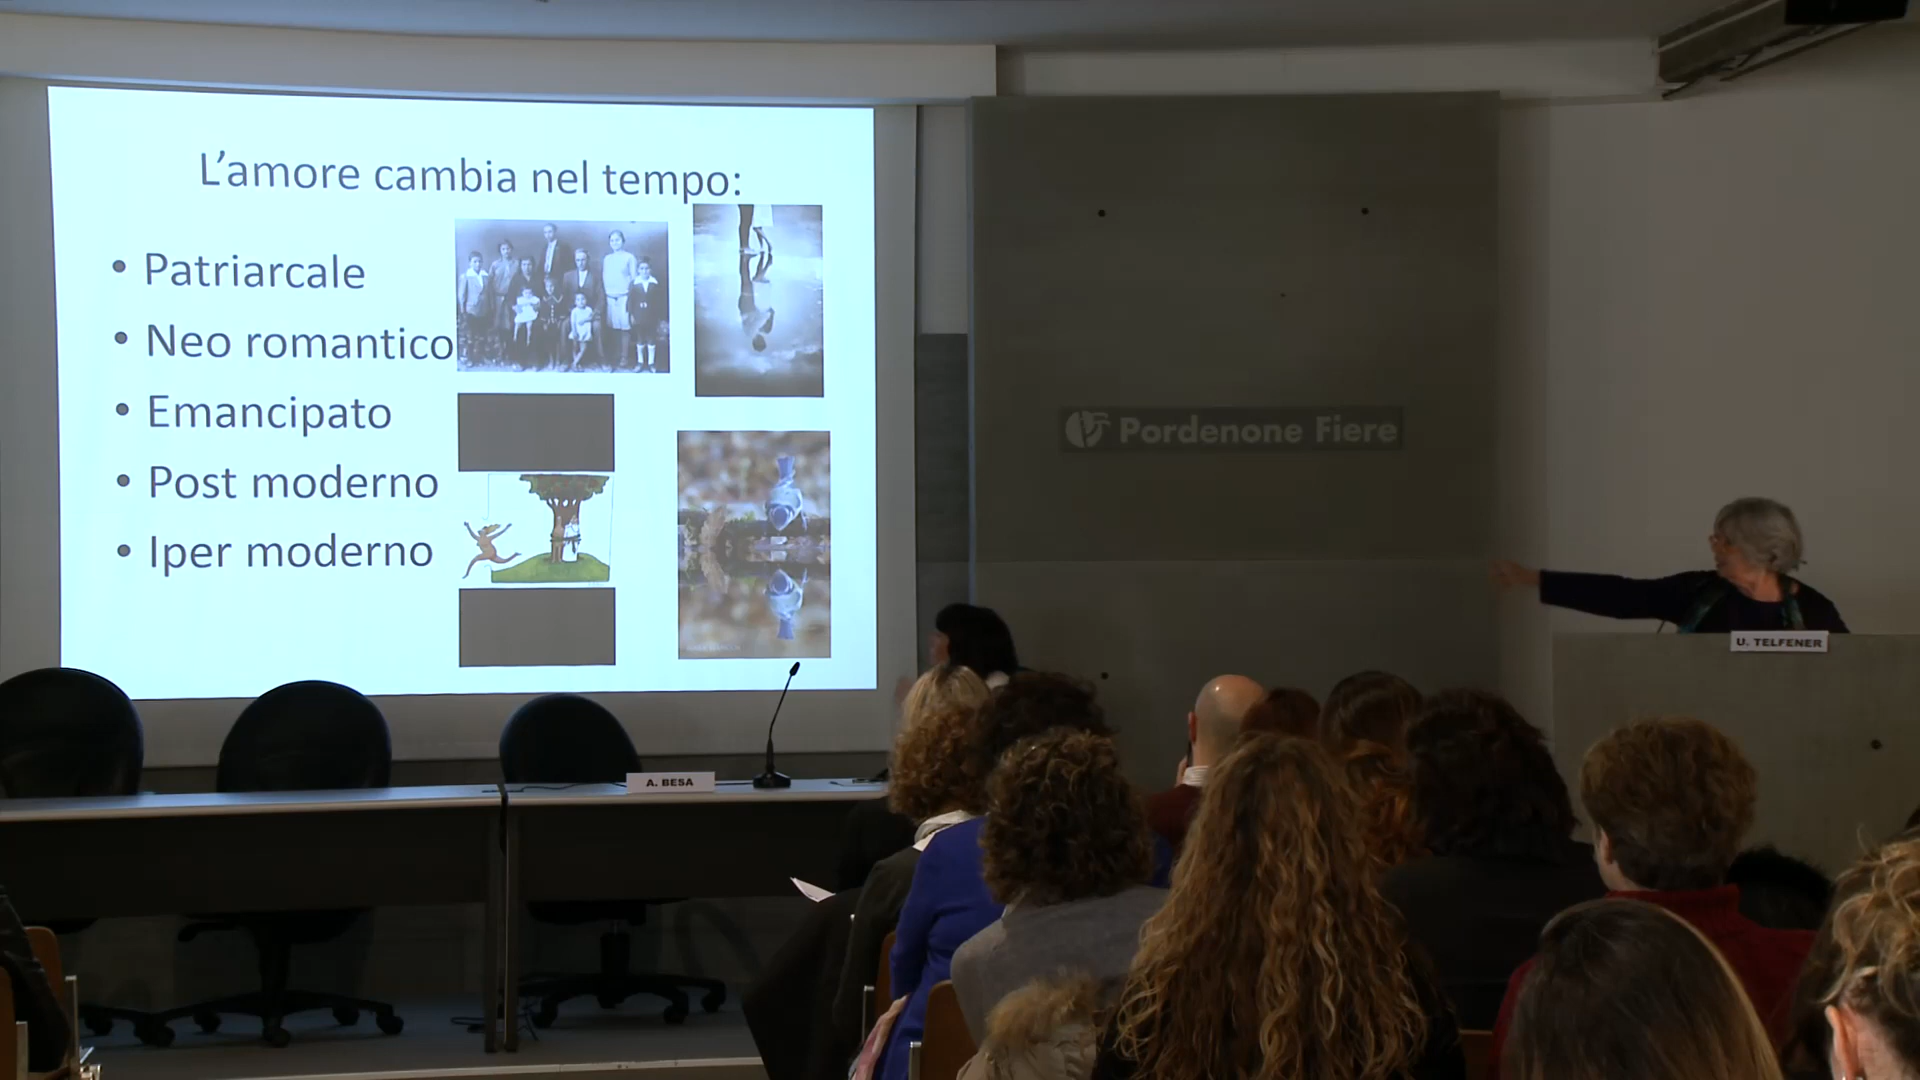 L’amore cambia nel tempo:
• Patriarcale
• Neo romantico
• Emancipato
• Post moderno
• Iper moderno
Pordenone Fiere
U. TELFENER
A. BESA